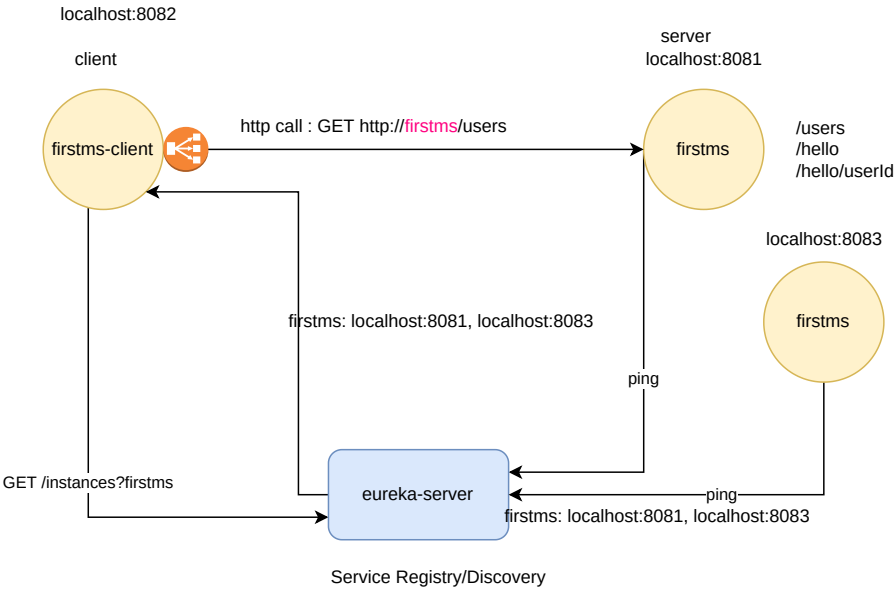 localhost:8082
client
server
localhost:8081
firstms-client
http call : GET http://firstms/users
firstms
/users
/hello
/hello/userId
localhost:8083
firstms
firstms: localhost:8081, localhost:8083
ping
GET /instances?firstms
eureka-server
ping
firstms: localhost:8081, localhost:8083
Service Registry/Discovery